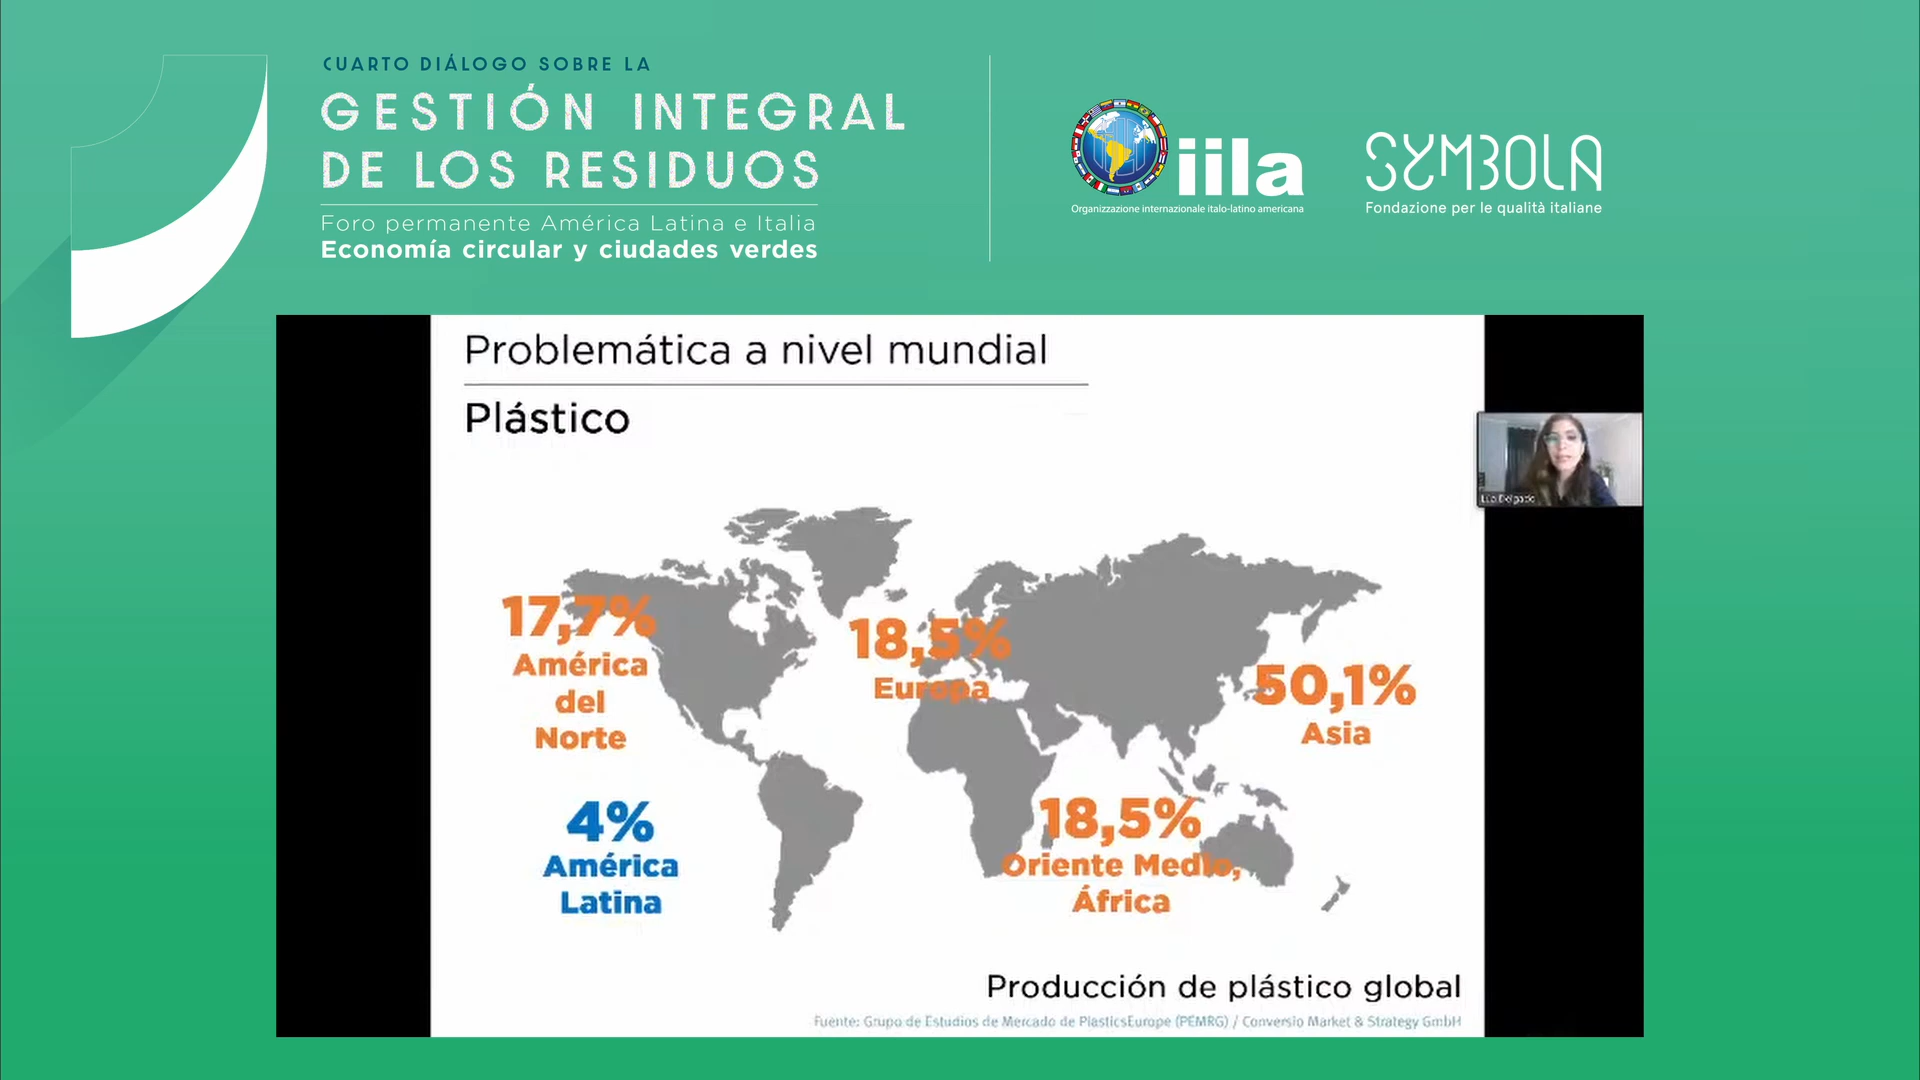 CUARTO DIÁLOGO SOBRE LA
GESTIÓN INTEGRAL
DE LOS RESIDUOS
Foro permanente América Latina e Italia
Economía circular y ciudades verdes
iila
Organizzazione internazionale italo-latino americana
SYMBOLA
Fondazione per le qualità italiane
Problemática a nivel mundial
Plástico
17,7%
América
del
Norte
18,5%
Europa
50,1%
Asia
4%
América
Latina
18,5%
Oriente Medio,
África
Producción de plástico global
Fuente: Grupo de Estudios de Mercado de PlasticsEurope (PEMRG) / Conversio Market & Strategy GmbH
Delgado